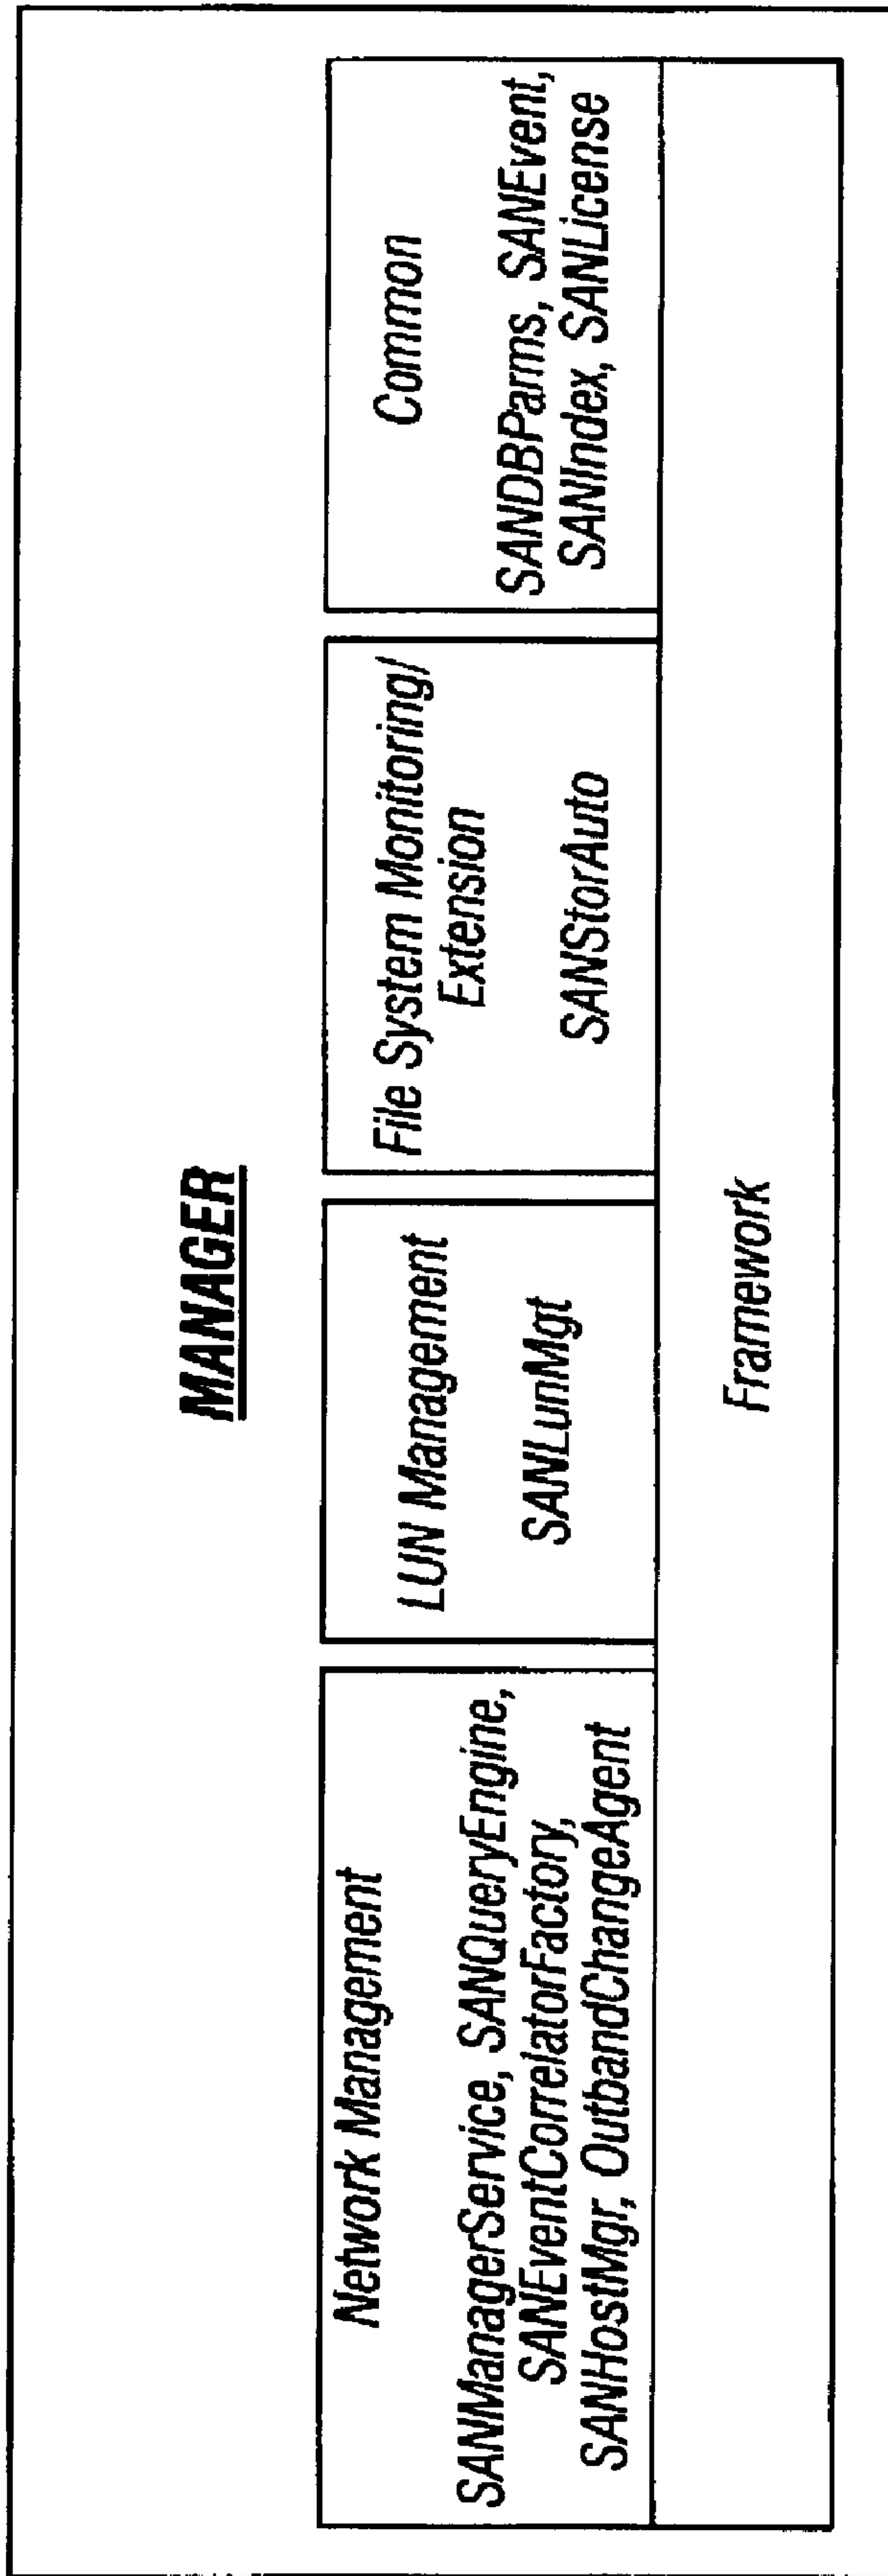 MANAGER
Network Management
SANManagerService, SANQueryEngine,
SANEventCorrelatorFactory,
SANHostMgr, OutbandChangeAgent
LUN Management
SANLunMgt
File System Monitoring/
Extension
SANStorAuto
Common
SANDBParms, SANEvent,
SANIndex, SANLicense
Framework